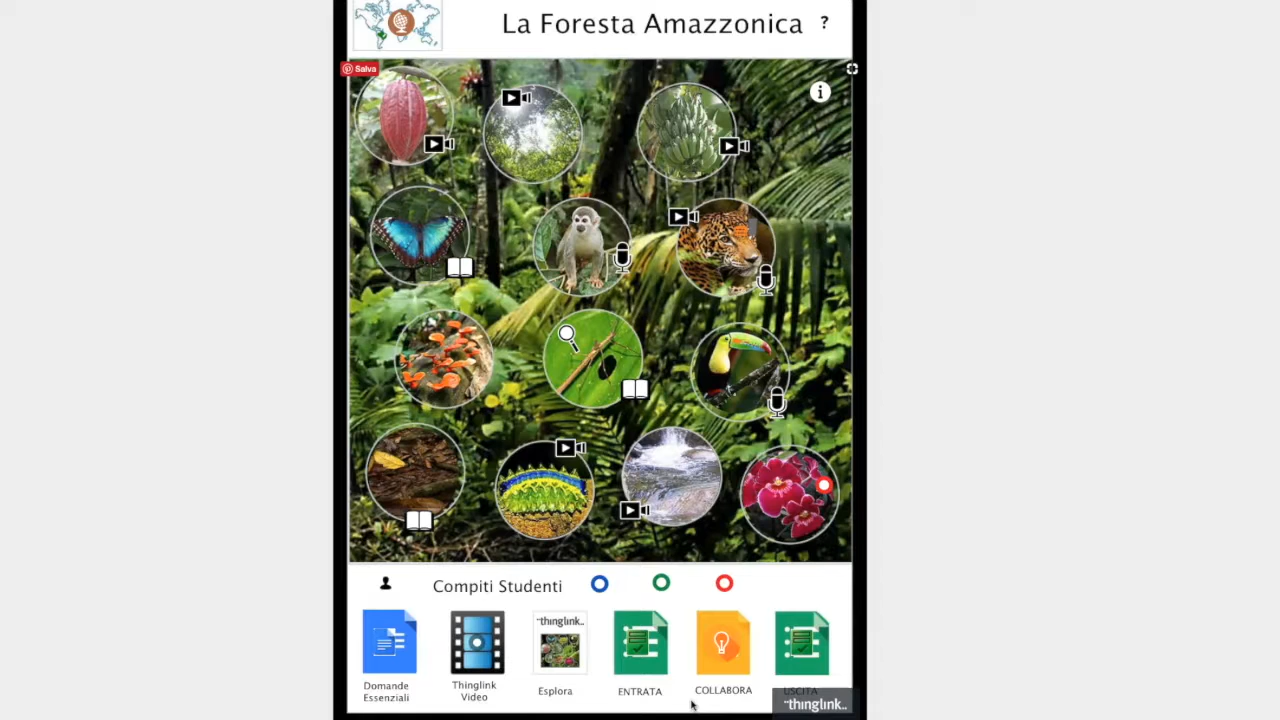 La Foresta Amazzonica ?
Salva
i
Compiti Studenti
"thinglink..
Domande
Essenziali
Thinglink
Video
Esplora
ENTRATA
COLLABORA
USCITA
"thinglink..